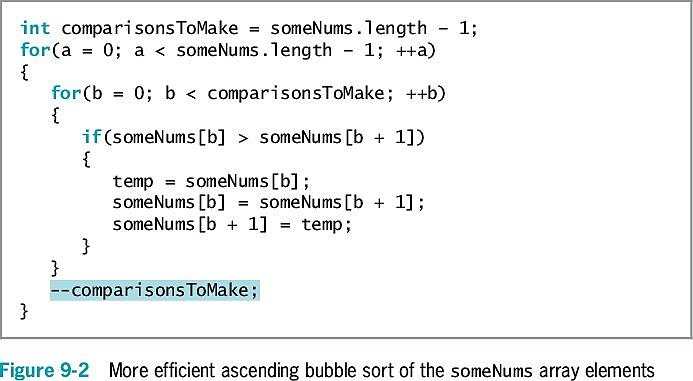 int comparisonsToMake = someNums.length – 1;
for(a = 0; a < someNums.length – 1; ++a)
{
   for(b = 0; b < comparisonsToMake; ++b)
   {
      if(someNums[b] > someNums[b + 1])
      {
         temp = someNums[b];
         someNums[b] = someNums[b + 1];
         someNums[b + 1] = temp;
      }
   }
   --comparisonsToMake;
}
Figure 9-2 More efficient ascending bubble sort of the someNums array elements